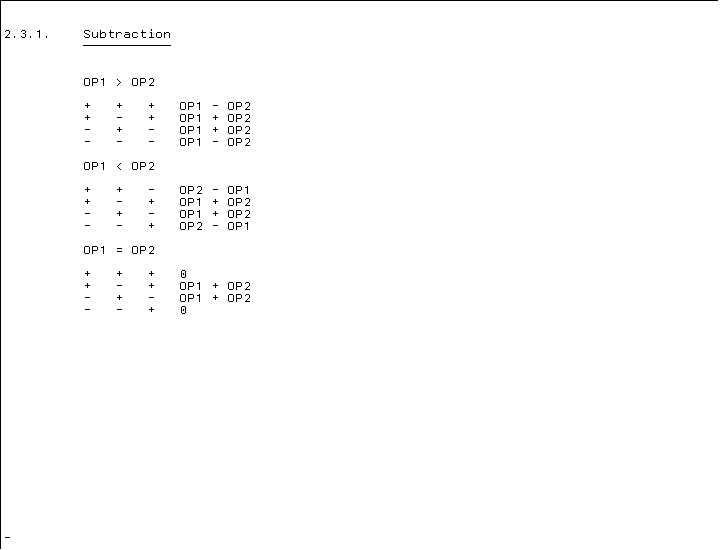 2.3.1. Subtraction
OP1 > OP2
+ + + OP1 - OP2
+ - + OP1 + OP2
- + - OP1 + OP2
- - - OP1 - OP2
OP1 < OP2
+ + - OP2 - OP1
+ - + OP1 + OP2
- + - OP1 + OP2
- - + OP2 - OP1
OP1 = OP2
+ + + 0
+ - + OP1 + OP2
- + - OP1 + OP2
- - + 0
-